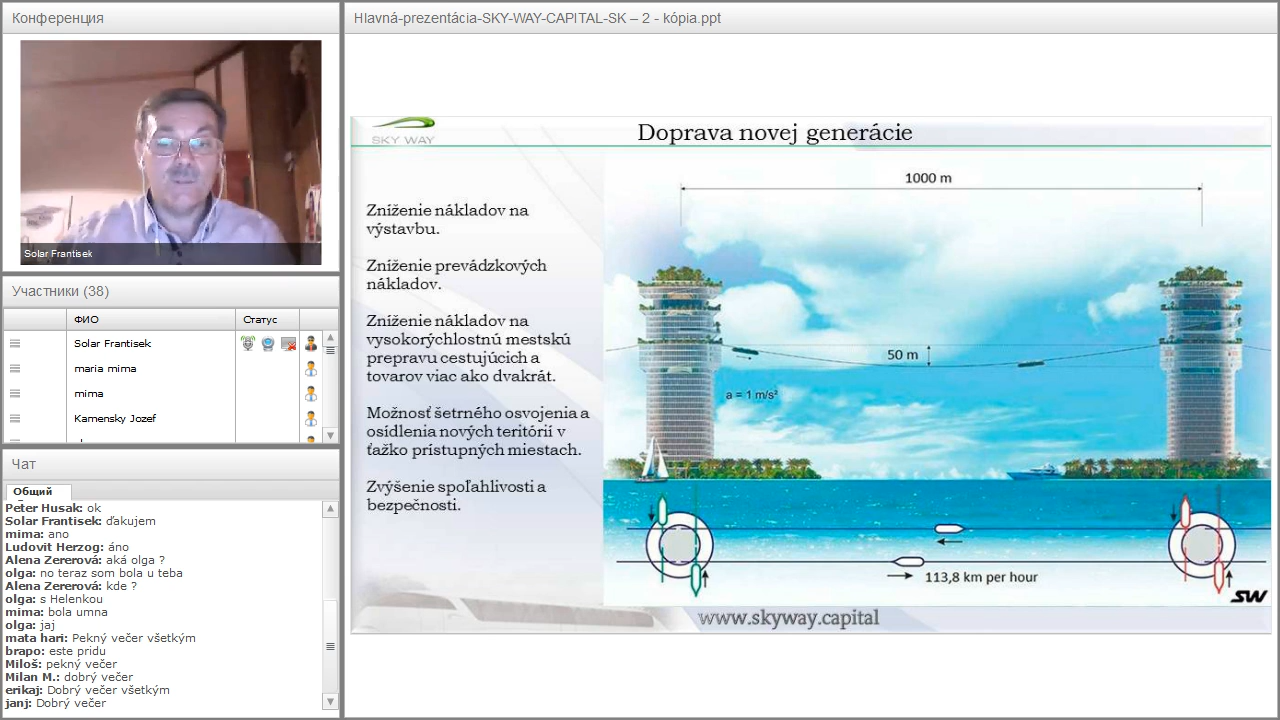 Конференция
Solar Frantisek
Участники (38)
ФИО
Статус
Solar Frantisek
maria mima
mima
Kamensky Jozef
Чат
Общий
Peter Husak: ok
Solar Frantisek: ďakujem
mima: ano
Ludovit Herzog: áno
Alena Zererová: aká olga ?
olga: no teraz som bola u teba
Alena Zererová: kde ?
olga: s Helenkou
mima: bola umna
olga: jaj
mata hari: Pekný večer všetkým
brapo: este pridu
Miloš: pekný večer
Milan M.: dobrý večer
erikaj: Dobrý večer všetkým
janj: Dobrý večer
Hlavná-prezentácia-SKY-WAY-CAPITAL-SK – 2 - kópia.ppt
SKY WAY
Doprava novej generácie
Zníženie nákladov na
výstavbu.
Zníženie prevádzkových
nákladov.
Zníženie nákladov na
vysokorýchlostnú mestskú
prepravu cestujúcich a
tovarov viac ako dvakrát.
Možnosť šetrného osvojenia a
osídlenia nových teritórií v
ťažko prístupných miestach.
Zvýšenie spoľahlivosti a
bezpečnosti.
1000 m
50 m
a = 1 m/s²
113,8 km per hour
SW
www.skyway.capital